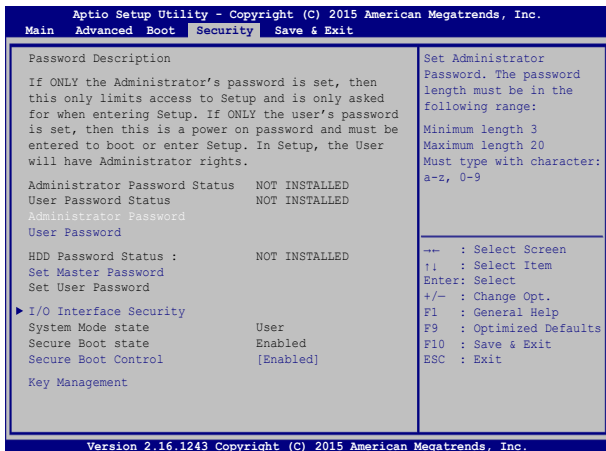 Aptio Setup Utility - Copyright (C) 2015 American Megatrends, Inc.
Main Advanced Boot Security Save & Exit
Password Description
If ONLY the Administrator's password is set, then
this only limits access to Setup and is only asked
for when entering Setup. If ONLY the user's password
is set, then this is a power on password and must be
entered to boot or enter Setup. In Setup, the User
will have Administrator rights.
Administrator Password Status NOT INSTALLED
User Password Status NOT INSTALLED
Administrator Password
User Password
HDD Password Status : NOT INSTALLED
Set Master Password
Set User Password
I/O Interface Security
System Mode state User
Secure Boot state Enabled
Secure Boot Control [Enabled]
Key Management
Set Administrator
Password. The password
length must be in the
following range:
Minimum length 3
Maximum length 20
Must type with character:
a-z, 0-9
→← : Select Screen
↑↓ : Select Item
Enter: Select
+/— : Change Opt.
F1 : General Help
F9 : Optimized Defaults
F10 : Save & Exit
ESC : Exit
Version 2.16.1243 Copyright (C) 2015 American Megatrends, Inc.